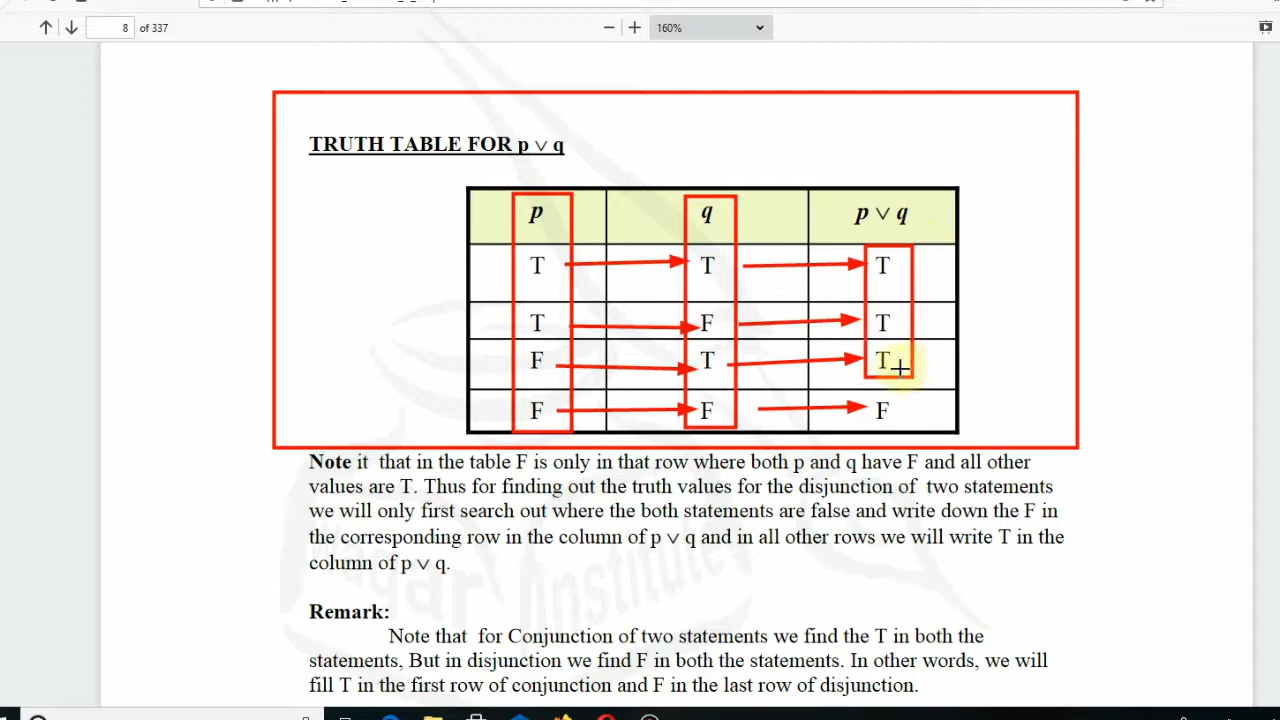 8 of 337
160%
TRUTH TABLE FOR p ∨ q
p q p ∨ q
T T T
T F T
F T T
F F F
Note it that in the table F is only in that row where both p and q have F and all other
values are T. Thus for finding out the truth values for the disjunction of two statements
we will only first search out where the both statements are false and write down the F in
the corresponding row in the column of p ∨ q and in all other rows we will write T in the
column of p ∨ q.
Remark:
Note that for Conjunction of two statements we find the T in both the
statements, But in disjunction we find F in both the statements. In other words, we will
fill T in the first row of conjunction and F in the last row of disjunction.